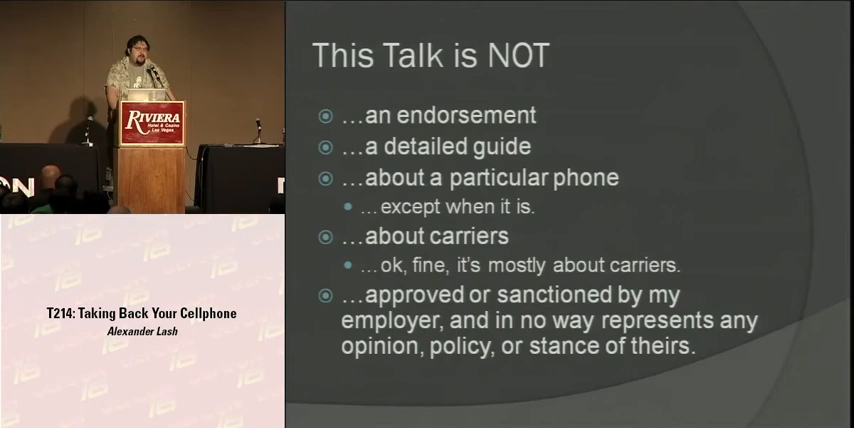 This Talk is NOT
…an endorsement
…a detailed guide
…about a particular phone
…except when it is.
…about carriers
…ok, fine, it's mostly about carriers.
…approved or sanctioned by my
employer, and in no way represents any
opinion, policy, or stance of theirs.
RIVIERA
Hotel & Casino
Las Vegas
T214: Taking Back Your Cellphone
Alexander Lash